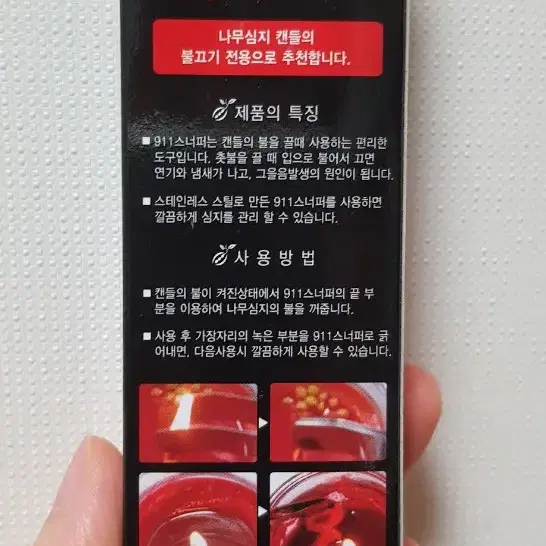 나무심지 캔들의
불끄기 전용으로 추천합니다.
제품의 특징
■ 911스너퍼는 캔들의 불을 끌때 사용하는 편리한
도구입니다. 촛불을 끌 때 입으로 불어서 끄면
연기와 냄새가 나고, 그을음발생의 원인이 됩니다.
■ 스테인레스 스틸로 만든 911스너퍼를 사용하면
깔끔하게 심지를 관리 할 수 있습니다.
사용방법
■ 캔들의 불이 켜진상태에서 911스너퍼의 끝 부
분을 이용하여 나무심지의 불을 꺼줍니다.
■ 사용 후 가장자리의 녹은 부분을 911스너퍼로 긁
어내면, 다음사용시 깔끔하게 사용할 수 있습니다.